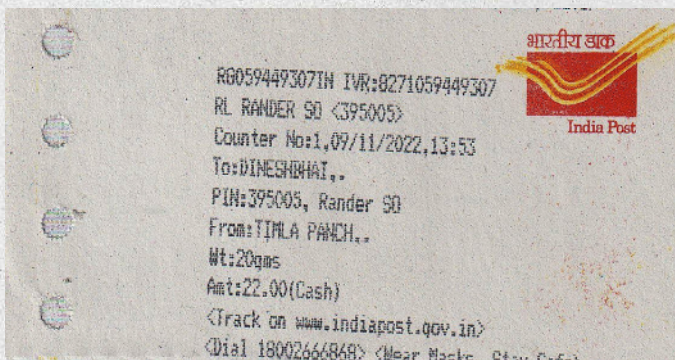 भारतीय डाक
India Post
RG059449307IN IVR:8271059449307
RL RANDER SO <395005>
Counter No:1,09/11/2022,13:53
To:DINESHBHAI,.
PIN:395005, Rander SO
From:TIMLA PANCH,.
Wt:20gms
Amt:22.00(Cash)
<Track on www.indiapost.gov.in>
<Dial 18002666868> <Wear Masks, Stay Safe>